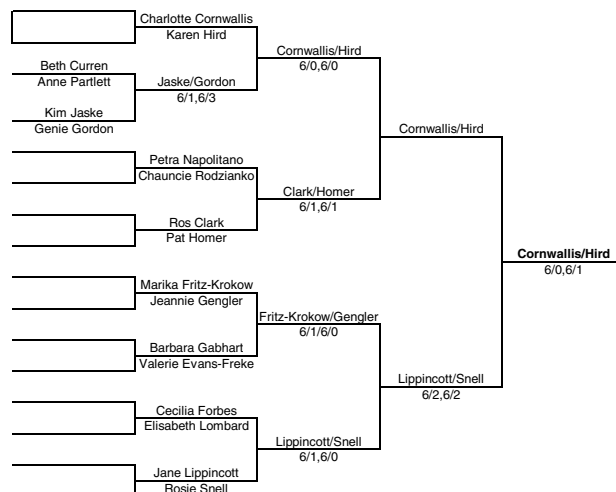 Charlotte Cornwallis
Karen Hird
Beth Curren
Anne Partlett
Kim Jaske
Genie Gordon
Petra Napolitano
Chauncie Rodzianko
Ros Clark
Pat Homer
Marika Fritz-Krokow
Jeannie Gengler
Barbara Gabhart
Valerie Evans-Freke
Cecilia Forbes
Elisabeth Lombard
Jane Lippincott
Rosie Snell
Cornwallis/Hird
6/0,6/0
Jaske/Gordon
6/1,6/3
Clark/Homer
6/1,6/1
Fritz-Krokow/Gengler
6/1/6/0
Lippincott/Snell
6/1,6/0
Cornwallis/Hird
Lippincott/Snell
6/2,6/2
Cornwallis/Hird
6/0,6/1